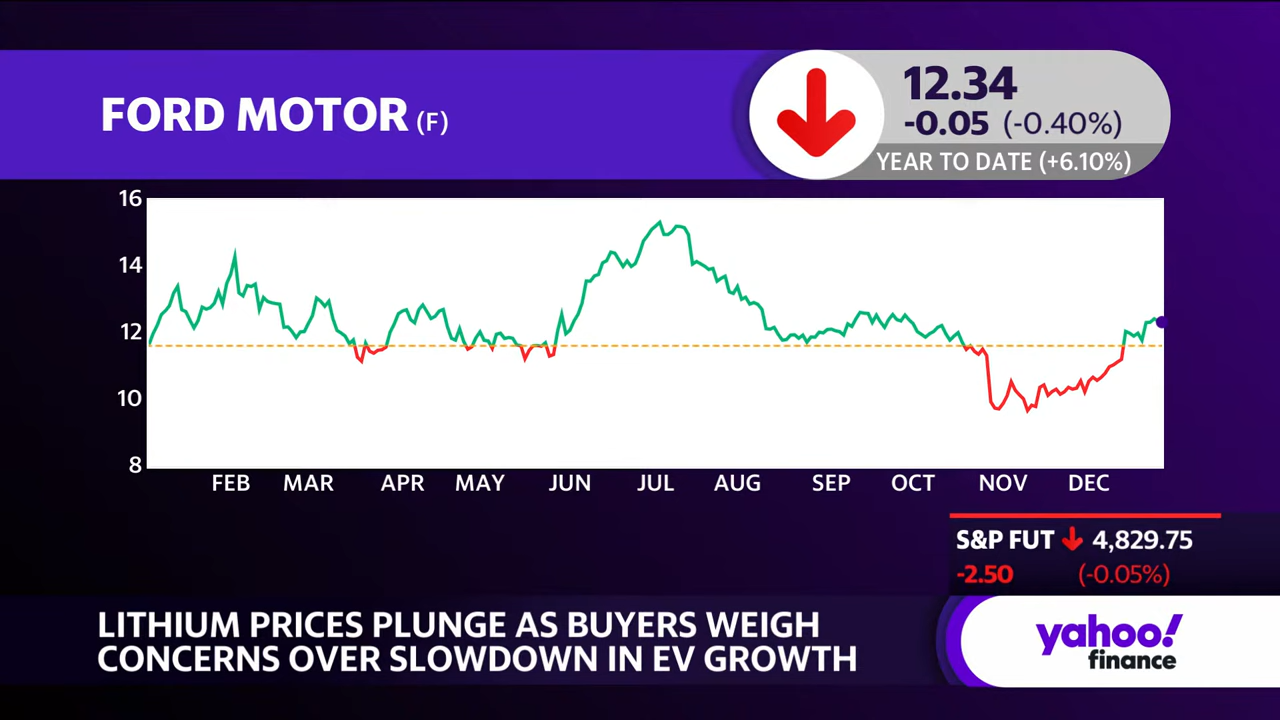 FORD MOTOR (F)
12.34
-0.05 (-0.40%)
YEAR TO DATE (+6.10%)
16
14
12
10
8
FEB MAR APR MAY JUN JUL AUG SEP OCT NOV DEC
S&P FUT 4,829.75
-2.50 (-0.05%)
LITHIUM PRICES PLUNGE AS BUYERS WEIGH
CONCERNS OVER SLOWDOWN IN EV GROWTH
yahoo!
finance